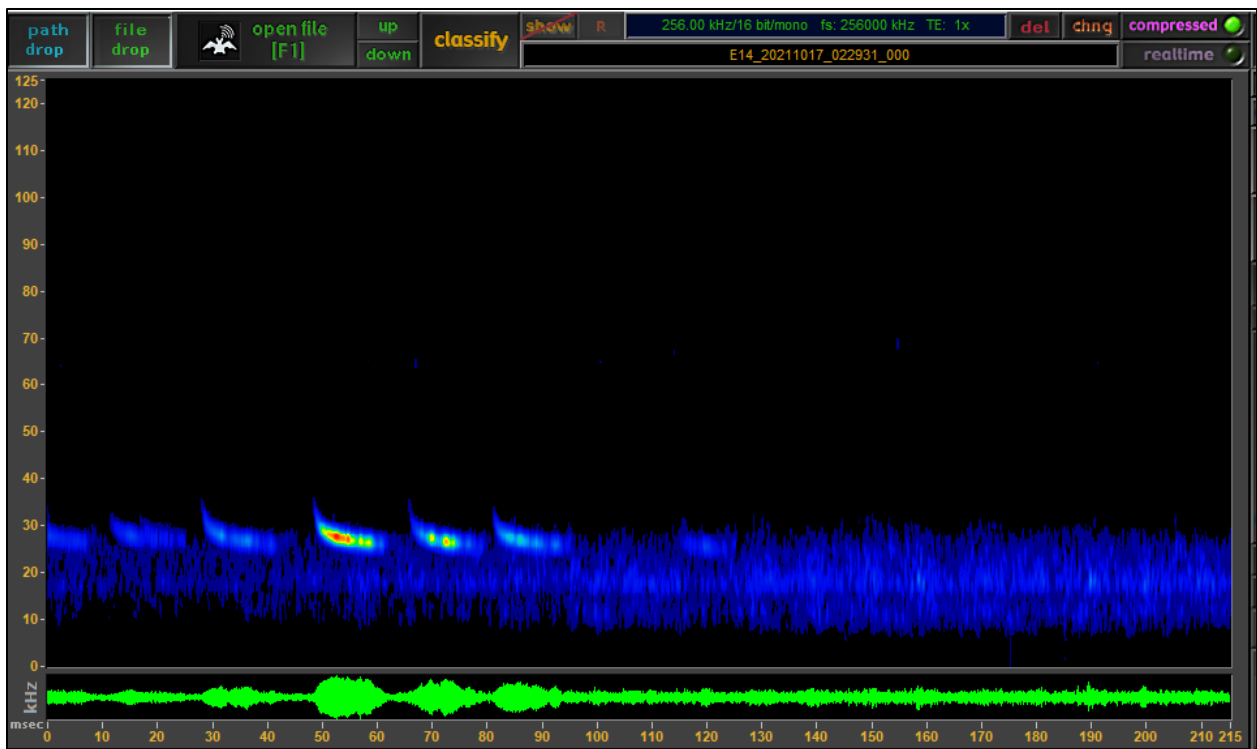 path drop
file drop
open file [F1]
up
down
classify
show
R
256.00 kHz/16 bit/mono fs: 256000 kHz TE: 1x
del
chng
compressed
E14_20211017_022931_000
realtime
125
120
110
100
90
80
70
60
50
40
30
20
10
0
kHz
msec
0 10 20 30 40 50 60 70 80 90 100 110 120 130 140 150 160 170 180 190 200 210 215